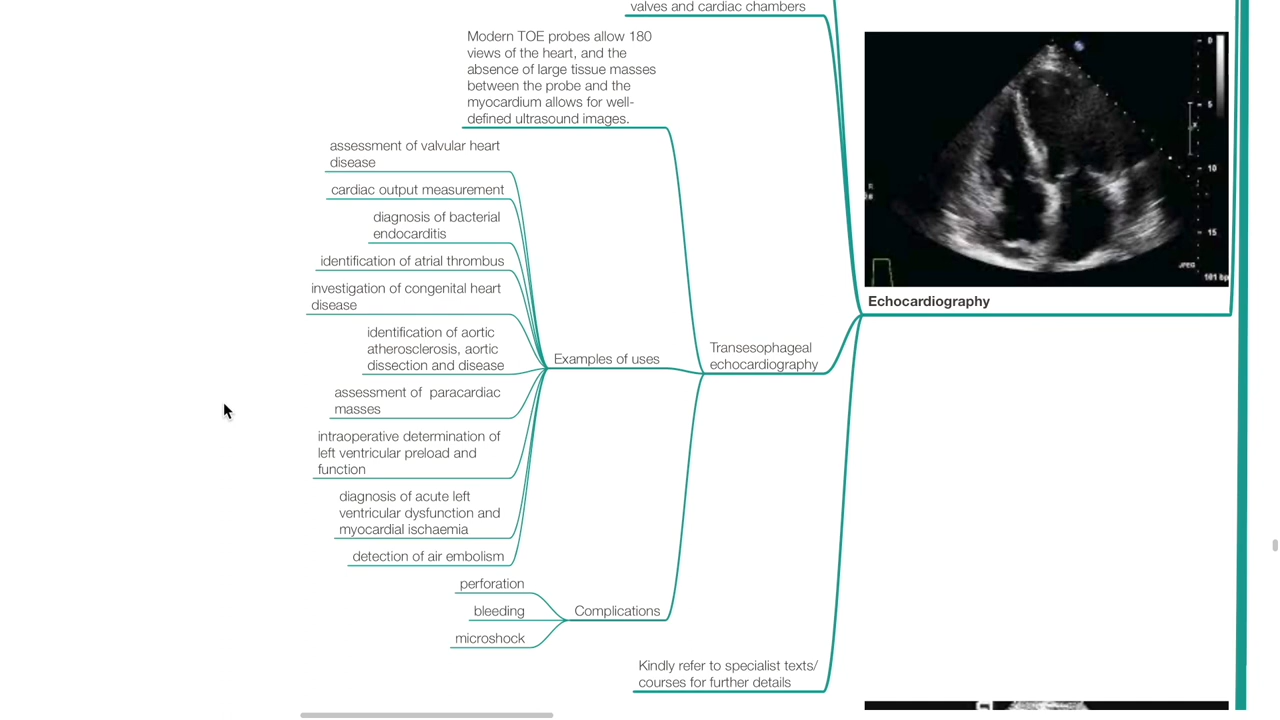 valves and cardiac chambers
Modern TOE probes allow 180
views of the heart, and the
absence of large tissue masses
between the probe and the
myocardium allows for well-
defined ultrasound images.
assessment of valvular heart
disease
cardiac output measurement
diagnosis of bacterial
endocarditis
identification of atrial thrombus
investigation of congenital heart
disease
identification of aortic
atherosclerosis, aortic
dissection and disease
assessment of  paracardiac
masses
intraoperative determination of
left ventricular preload and
function
diagnosis of acute left
ventricular dysfunction and
myocardial ischaemia
detection of air embolism
Examples of uses
perforation
bleeding
microshock
Complications
Transesophageal
echocardiography
Kindly refer to specialist texts/
courses for further details
0
5
10
15
Echocardiography